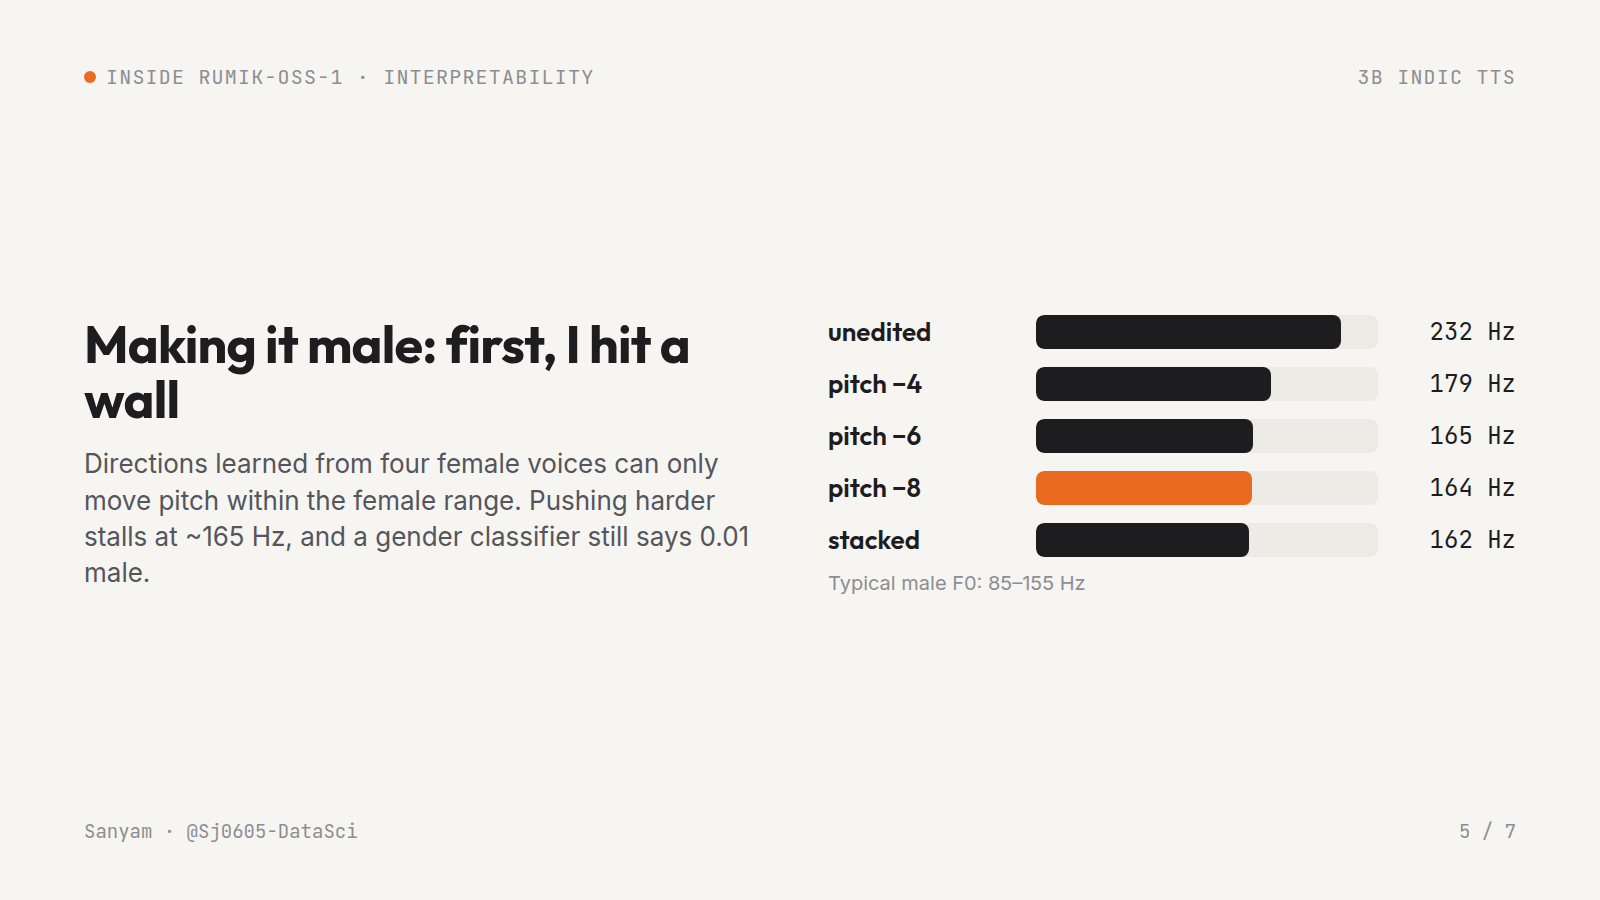 INSIDE RUMIK-OSS-1 · INTERPRETABILITY
3B INDIC TTS
Making it male: first, I hit a
wall
Directions learned from four female voices can only
move pitch within the female range. Pushing harder
stalls at ~165 Hz, and a gender classifier still says 0.01
male.
unedited 232 Hz
pitch −4 179 Hz
pitch −6 165 Hz
pitch −8 164 Hz
stacked 162 Hz
Typical male F0: 85–155 Hz
Sanyam · @Sj0605-DataSci
5 / 7